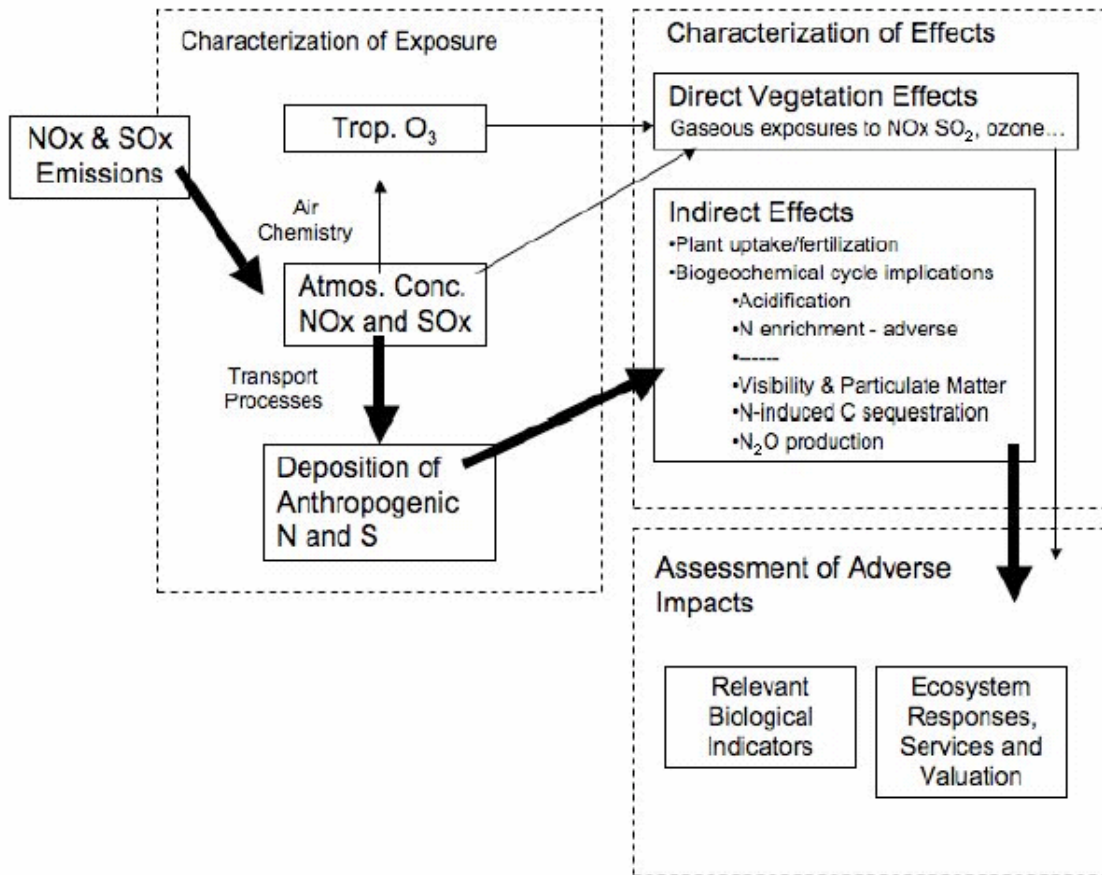 Characterization of Exposure
NOx & SOx
Emissions
Trop. O₃
Air
Chemistry
Atmos. Conc.
NOx and SOx
Transport
Processes
Deposition of
Anthropogenic
N and S
Characterization of Effects
Direct Vegetation Effects
Gaseous exposures to NOx SO₂, ozone...
Indirect Effects
•Plant uptake/fertilization
•Biogeochemical cycle implications
•Acidification
•N enrichment - adverse
•------
•Visibility & Particulate Matter
•N-induced C sequestration
•N₂O production
Assessment of Adverse
Impacts
Relevant
Biological
Indicators
Ecosystem
Responses,
Services and
Valuation